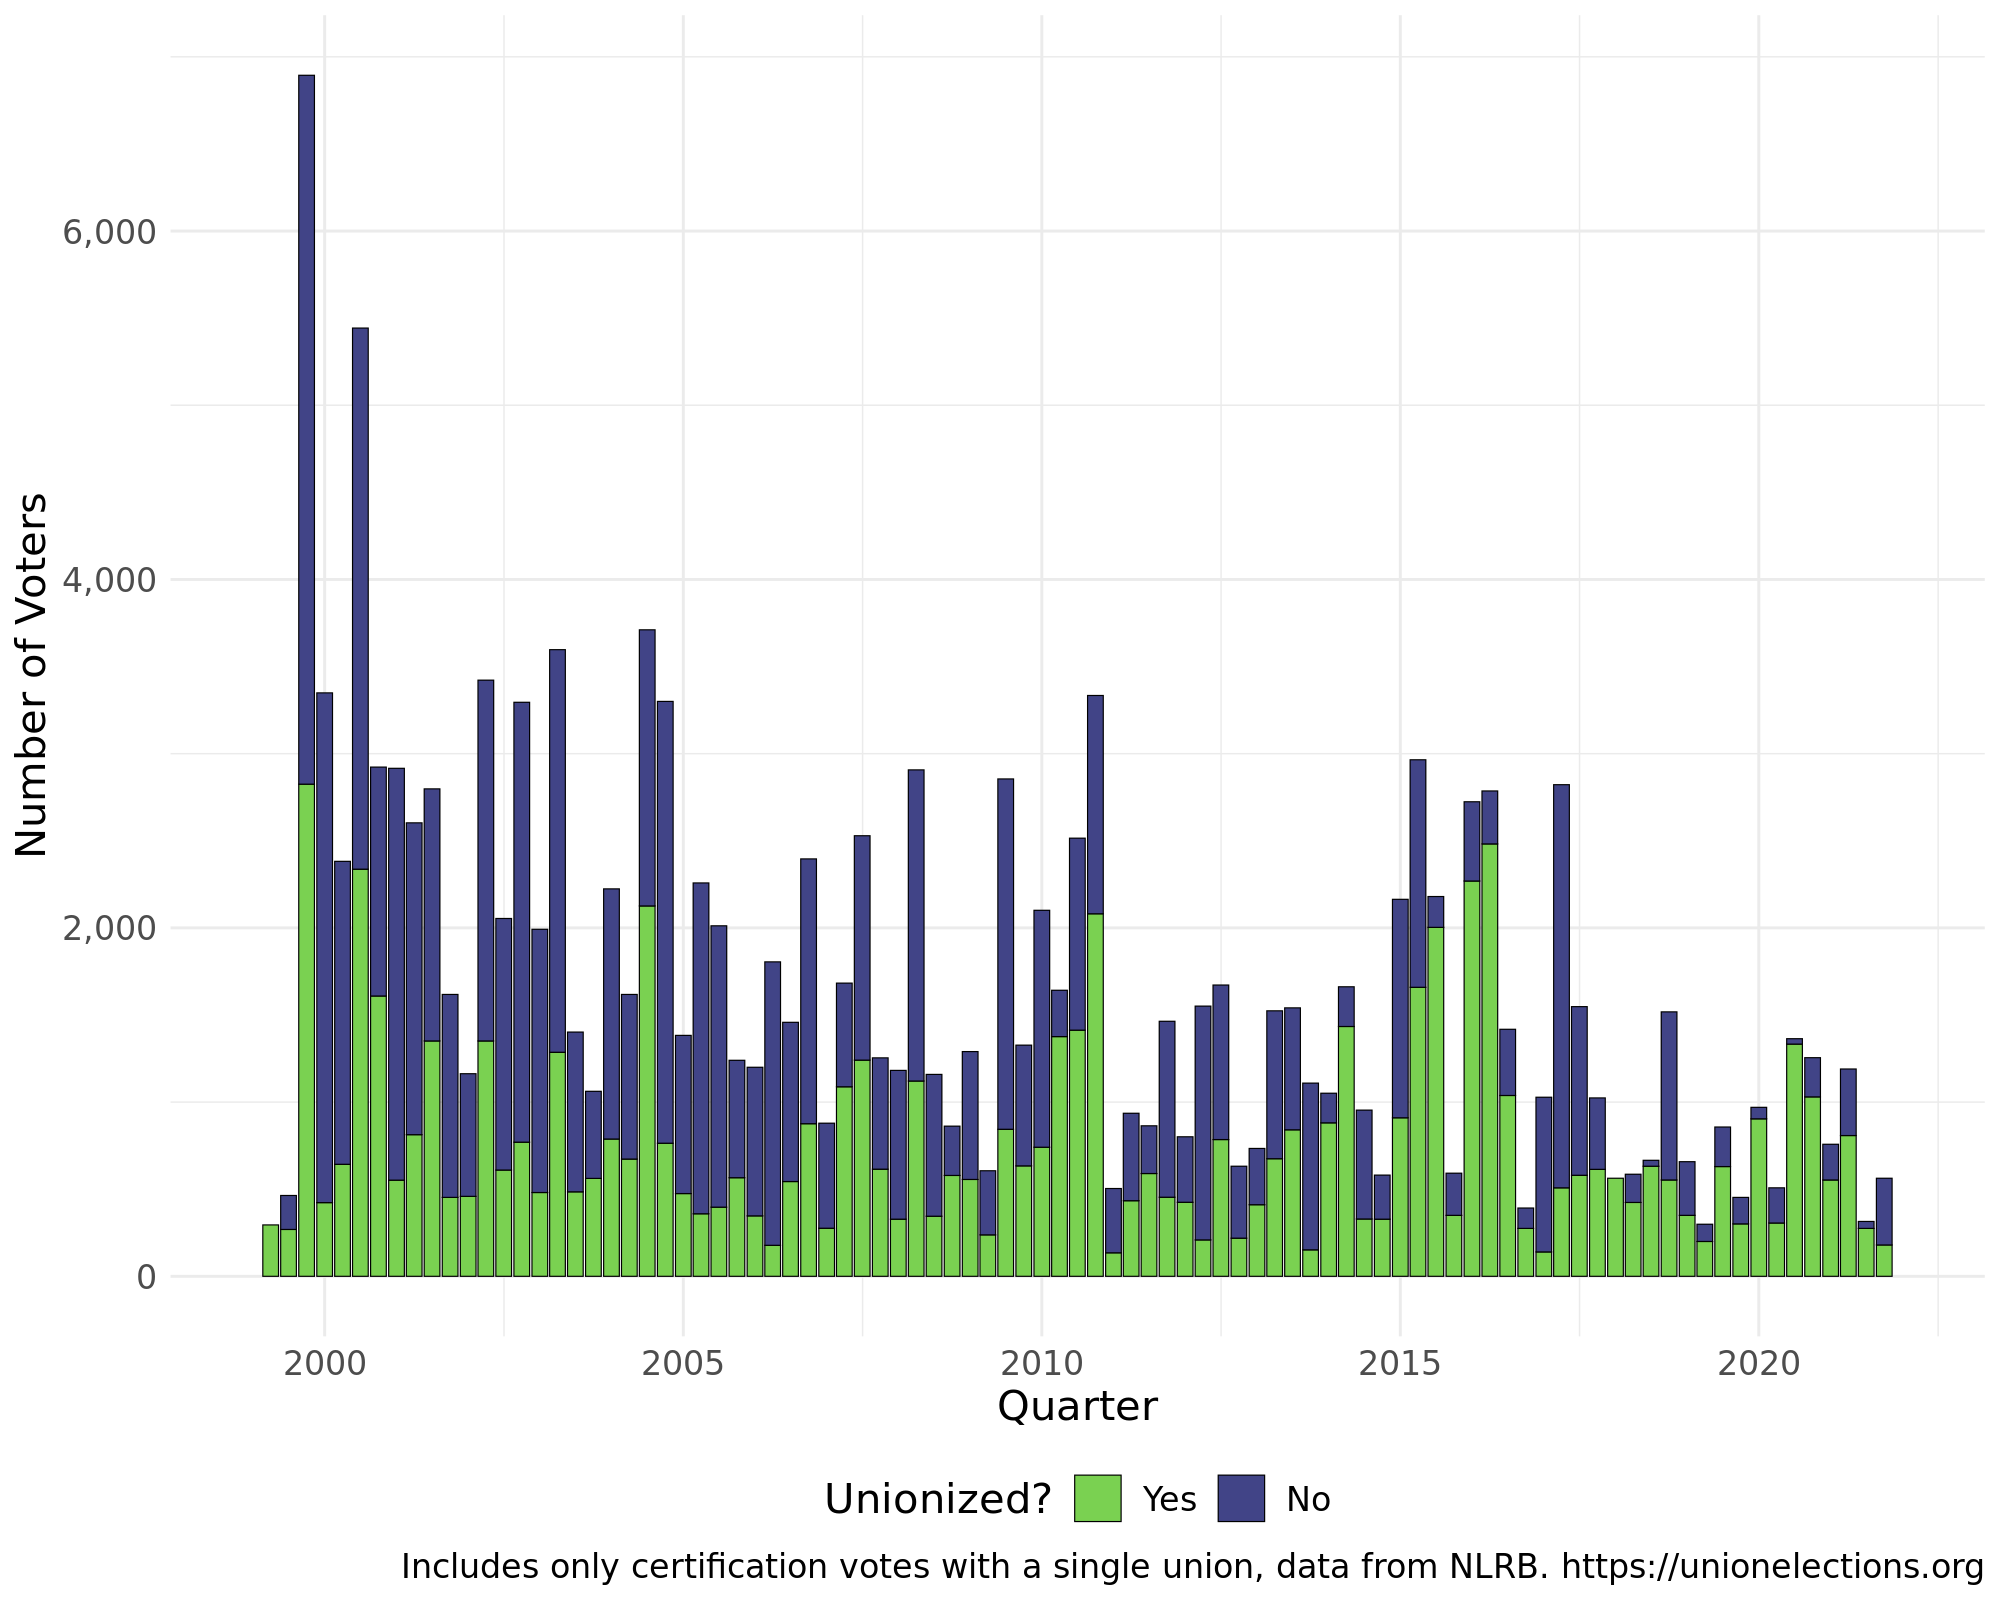 Number of Voters
6,000
4,000
2,000
0
2000 2005 2010 2015 2020
Quarter
Unionized? Yes No
Includes only certification votes with a single union, data from NLRB. https://unionelections.org